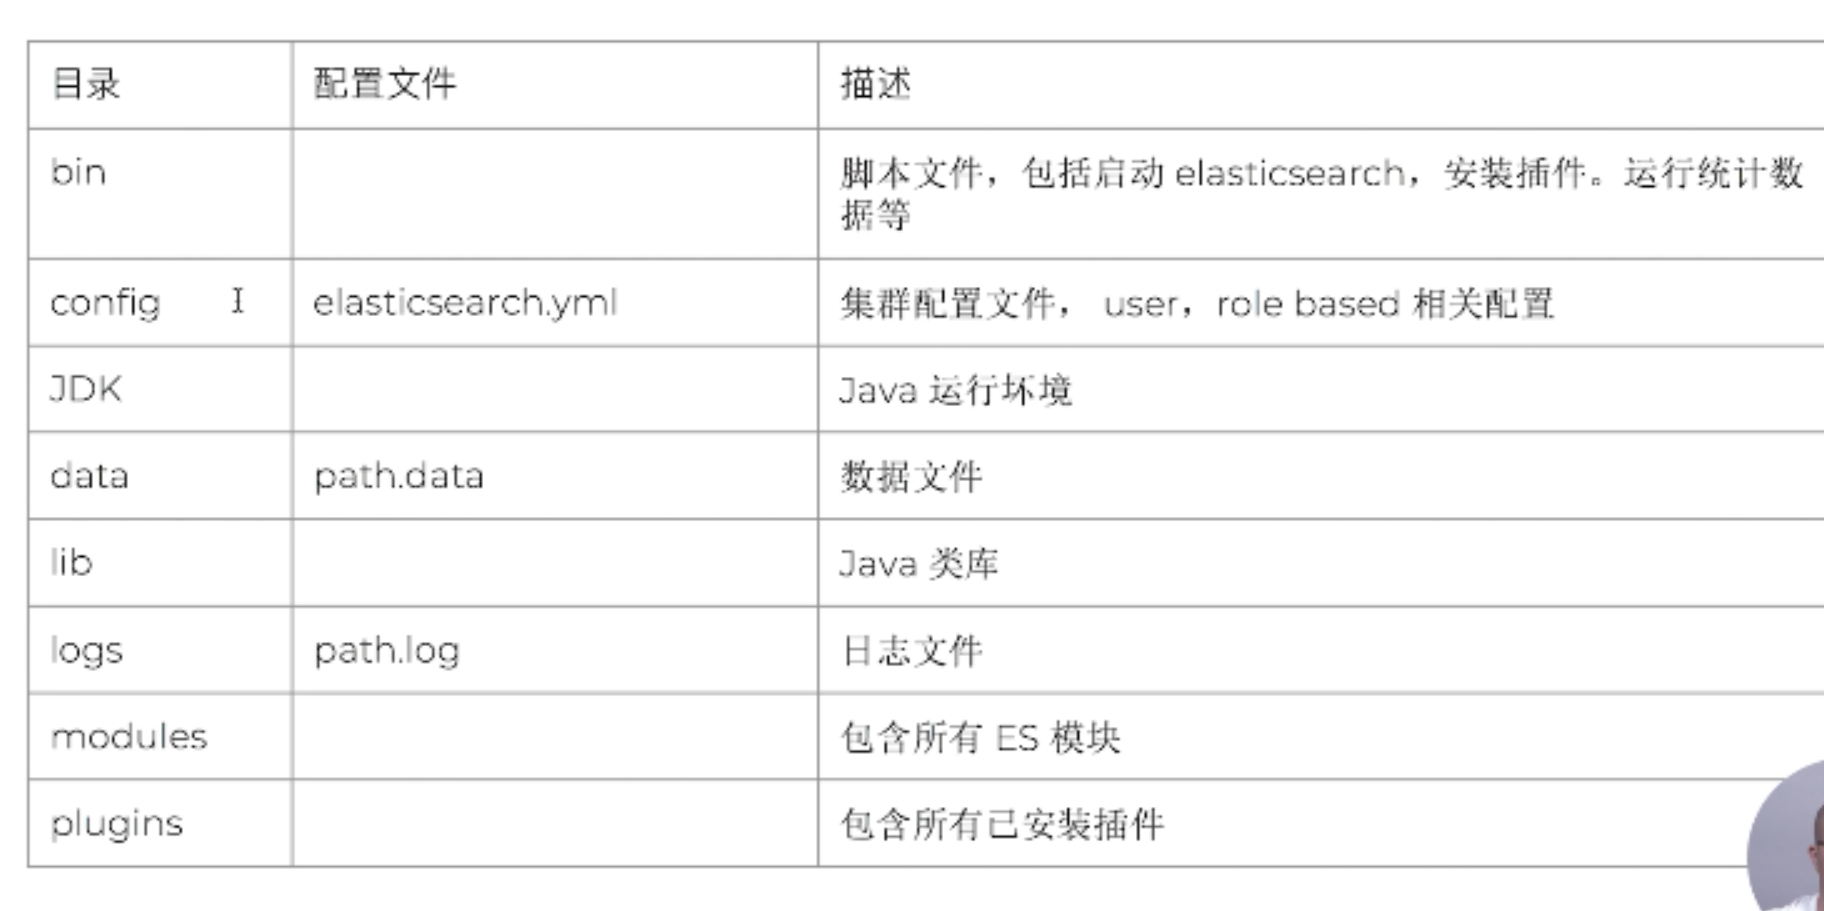 目录 配置文件 描述
bin 脚本文件，包括启动 elasticsearch，安装插件。运行统计数
据等
config elasticsearch.yml 集群配置文件， user，role based 相关配置
JDK Java 运行环境
data path.data 数据文件
lib Java 类库
logs path.log 日志文件
modules 包含所有 ES 模块
plugins 包含所有已安装插件